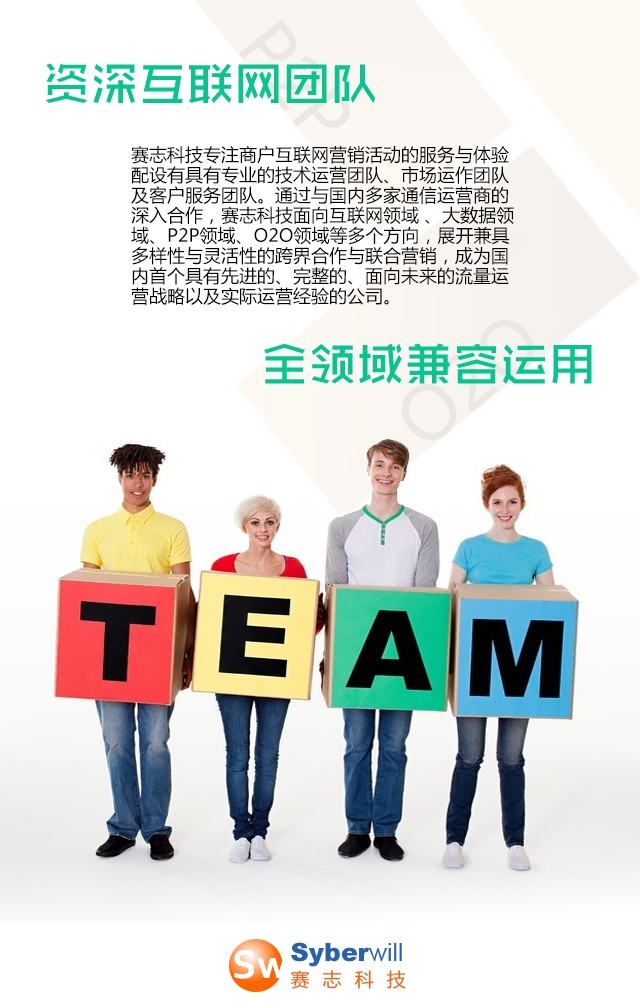 P2P
资深互联网团队
赛志科技专注商户互联网营销活动的服务与体验
配设有具有专业的技术运营团队、市场运作团队
及客户服务团队。通过与国内多家通信运营商的
深入合作，赛志科技面向互联网领域 、大数据领
域、P2P领域、O2O领域等多个方向，展开兼具
多样性与灵活性的跨界合作与联合营销，成为国
内首个具有先进的、完整的、面向未来的流量运
营战略以及实际运营经验的公司。
全领域兼容运用
O2O
TEAM
Sw
Syberwill
赛志科技